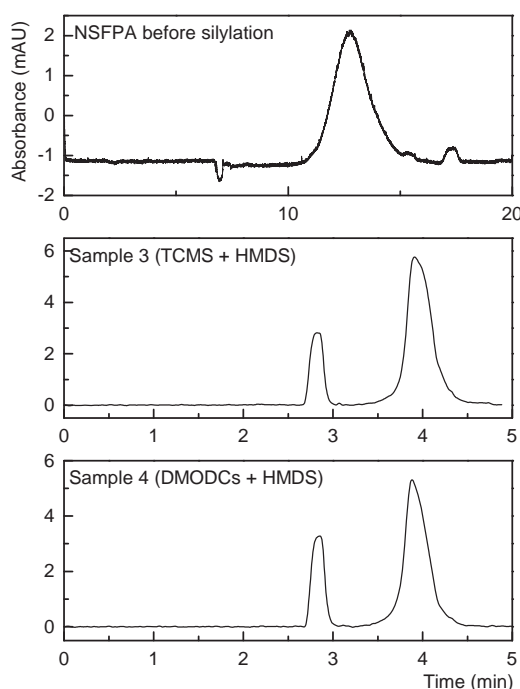 NSFPA before silylation
Absorbance (mAU)
2
1
0
-1
-2
0 10 20
Sample 3 (TCMS + HMDS)
6
4
2
0
0 1 2 3 4 5
Sample 4 (DMODCs + HMDS)
6
4
2
0
0 1 2 3 4 5
Time (min)